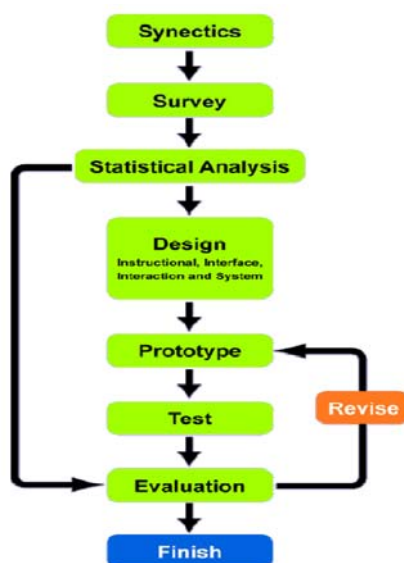 Synectics
Survey
Statistical Analysis
Design
Instructional, Interface,
Interaction and System
Prototype
Revise
Test
Evaluation
Finish